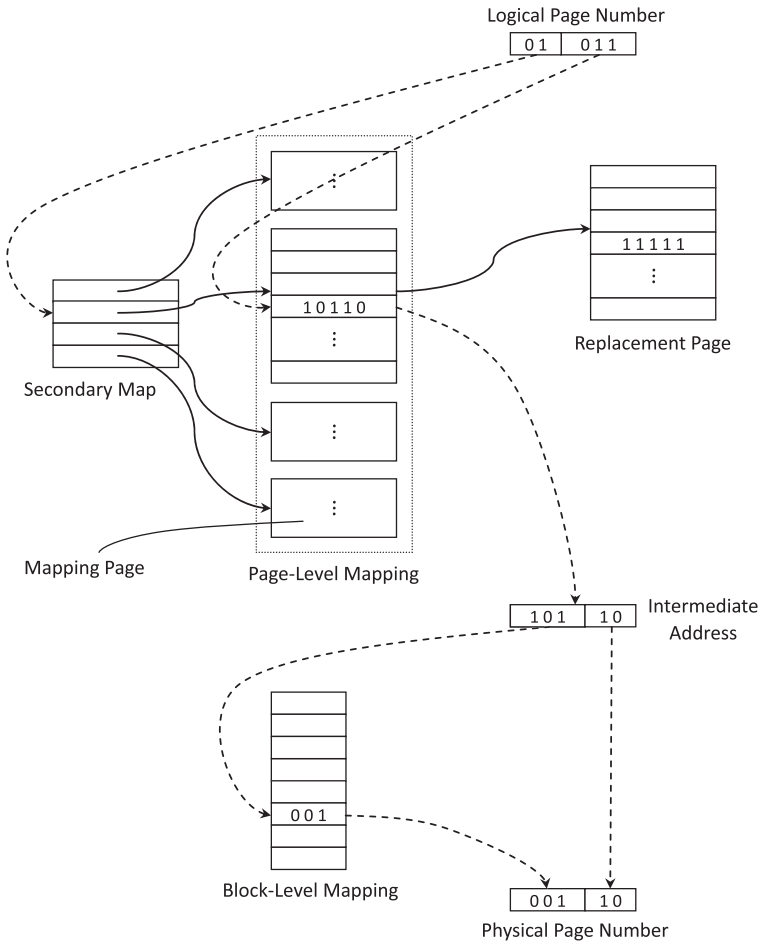 Logical Page Number
01 011
⋮
10110
⋮
11111
⋮
Replacement Page
Secondary Map
⋮
⋮
Mapping Page
Page-Level Mapping
101 10
Intermediate
Address
001
Block-Level Mapping
001 10
Physical Page Number